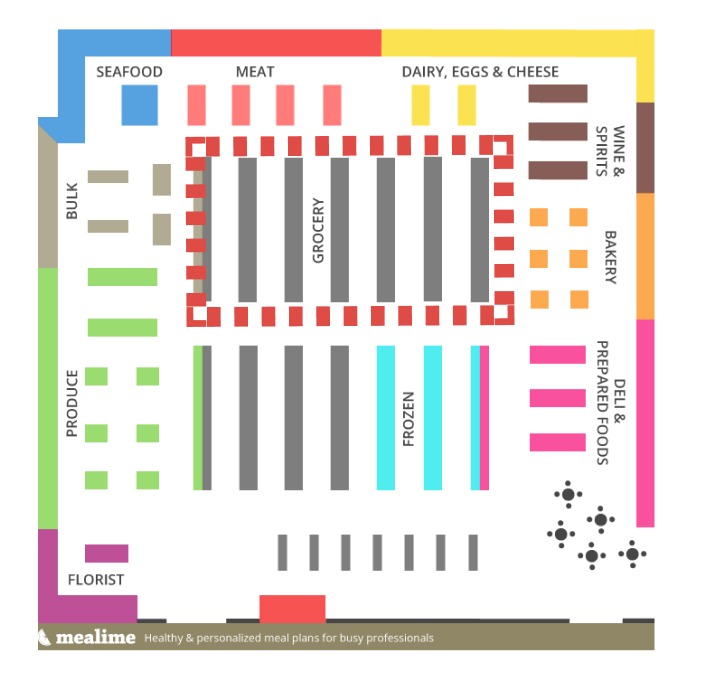 SEAFOOD
MEAT
DAIRY, EGGS & CHEESE
WINE &
SPIRITS
BULK
GROCERY
BAKERY
PRODUCE
FROZEN
DELI &
PREPARED FOODS
FLORIST
mealime Healthy & personalized meal plans for busy professionals